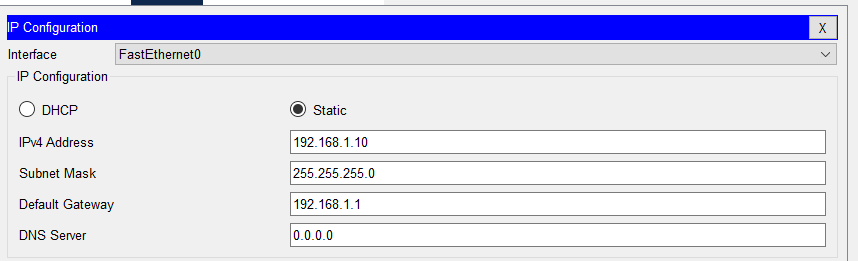 IP Configuration X
Interface FastEthernet0
IP Configuration
DHCP Static
IPv4 Address 192.168.1.10
Subnet Mask 255.255.255.0
Default Gateway 192.168.1.1
DNS Server 0.0.0.0